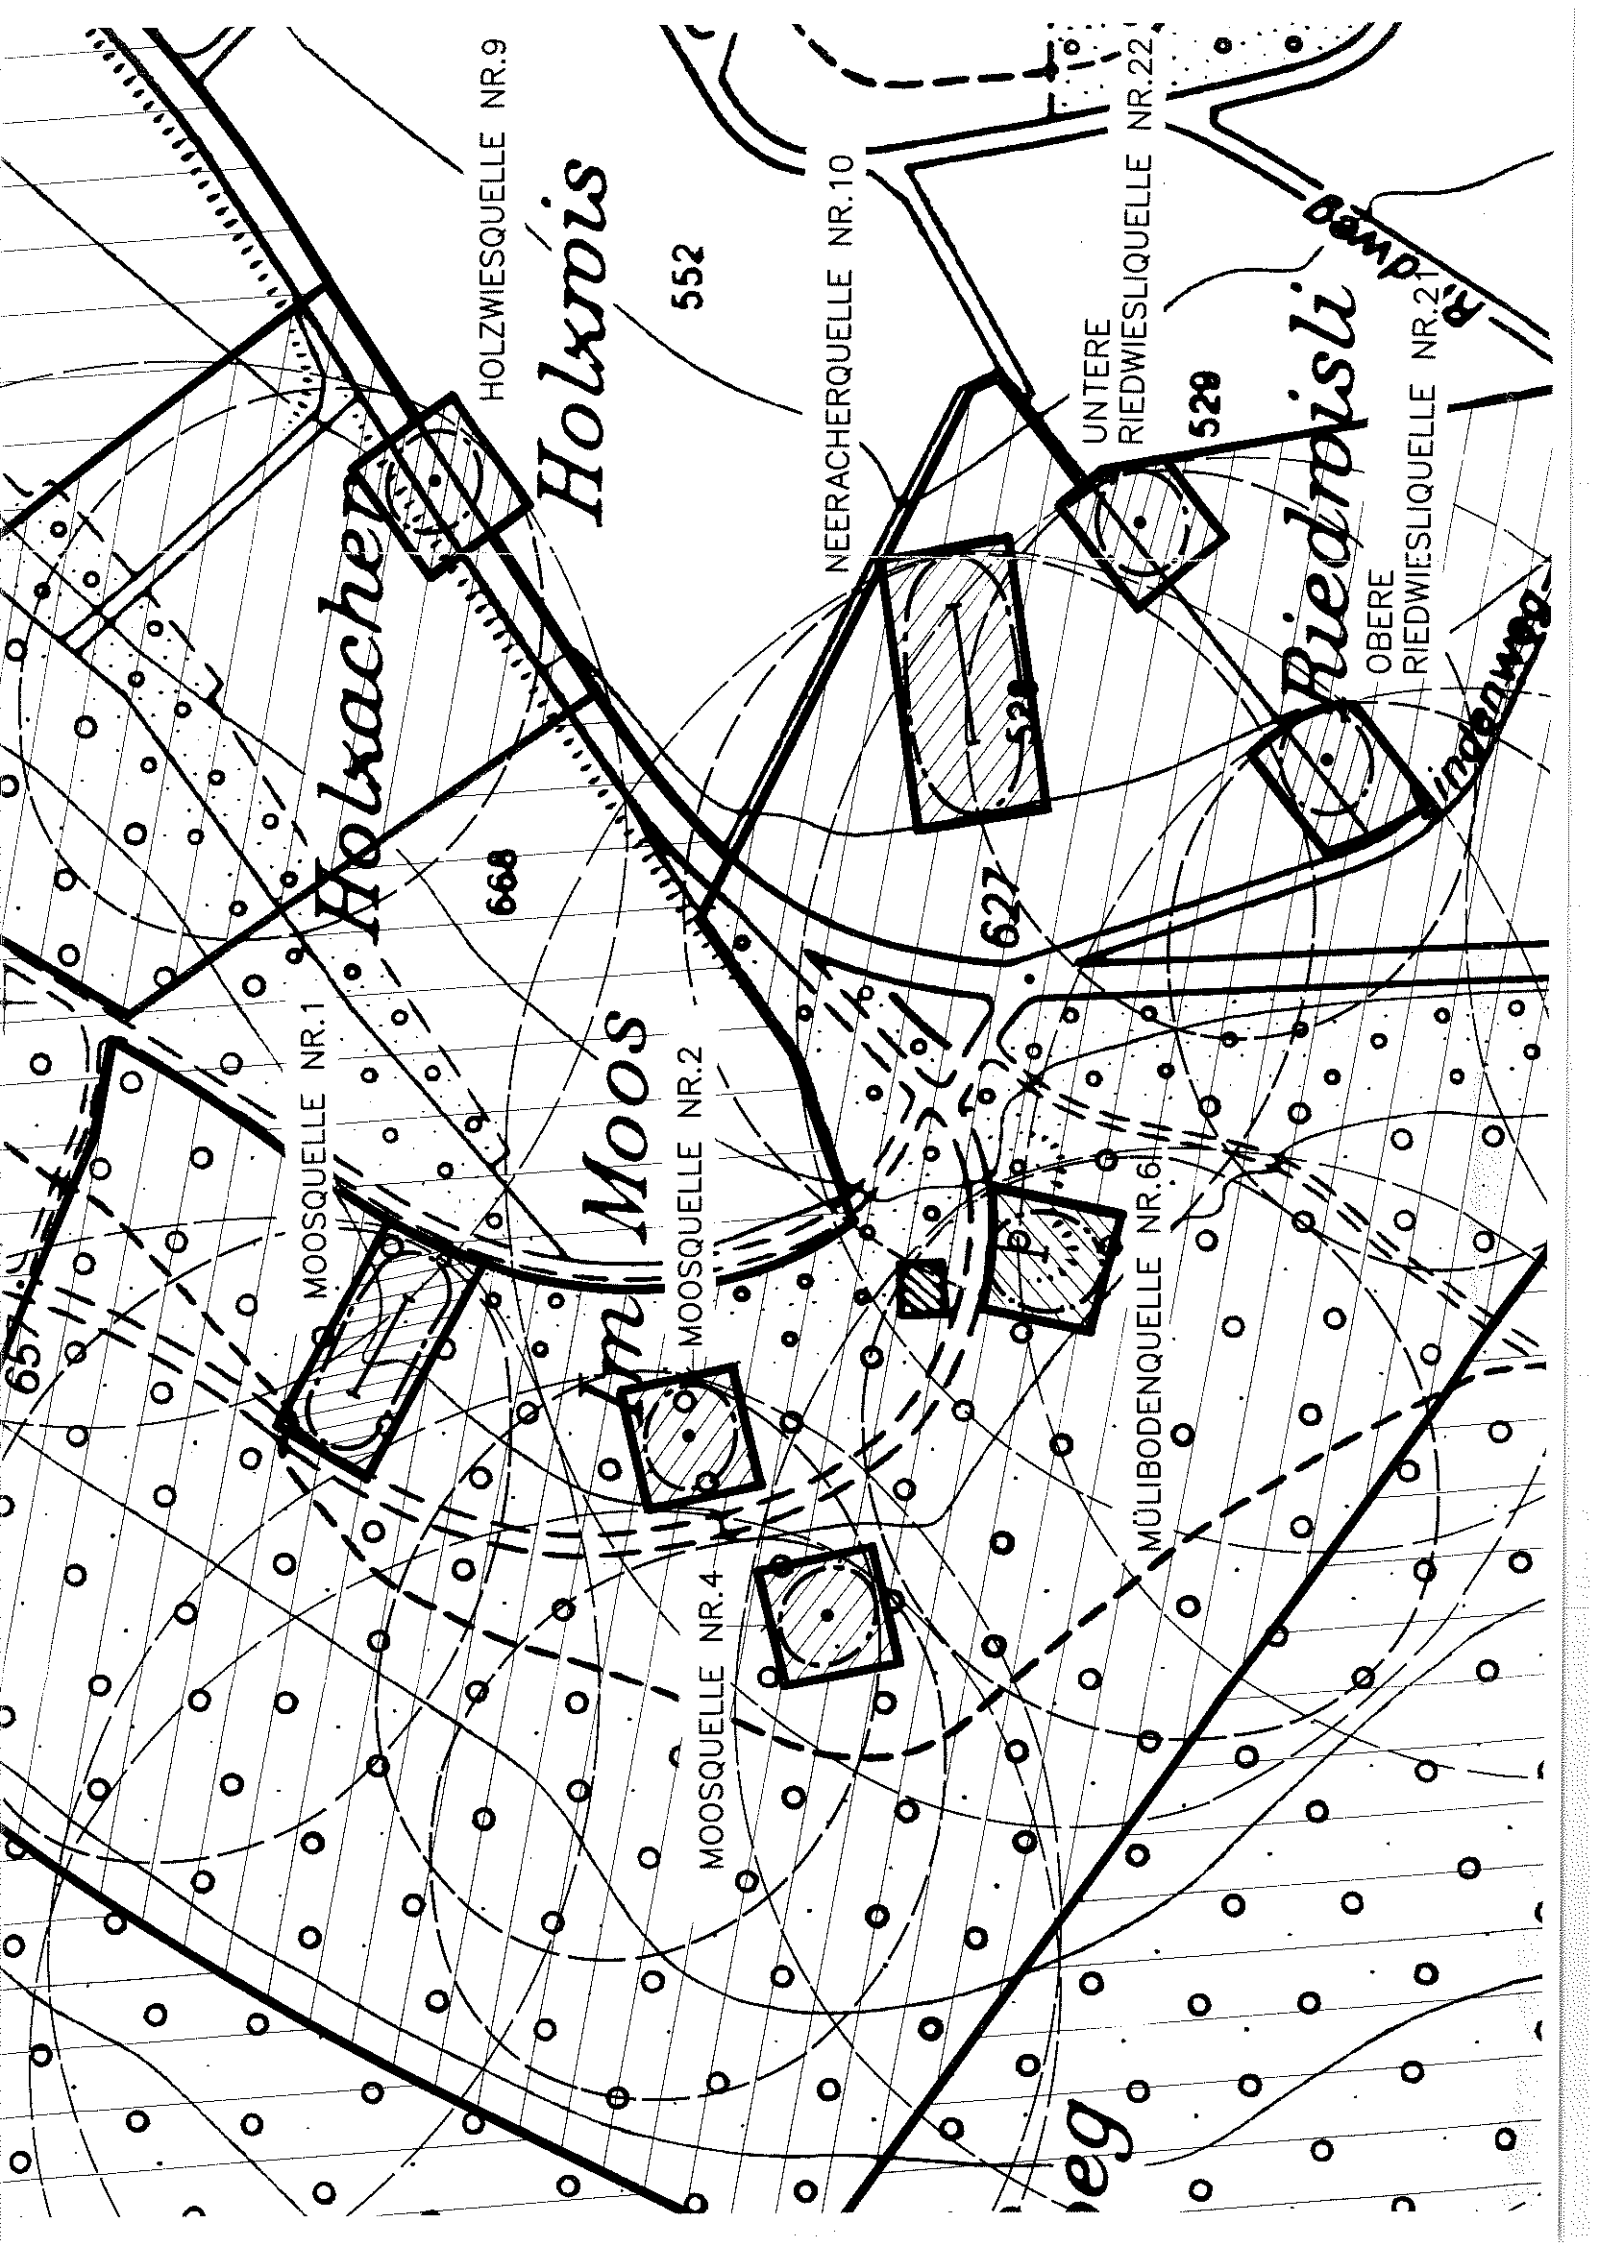 HOLZWIESQUELLE NR.9
Holzwis
552
NEERACHERQUELLE NR.10
UNTERE
RIEDWIESLIQUELLE NR.22
529
Riedwisli
OBERE
RIEDWIESLIQUELLE NR.21
Holzacher
668
627
MOOSQUELLE NR.1
Im Moos
MOOSQUELLE NR.2
MOOSQUELLE NR.4
MÜLIBODENQUELLE NR.6
657